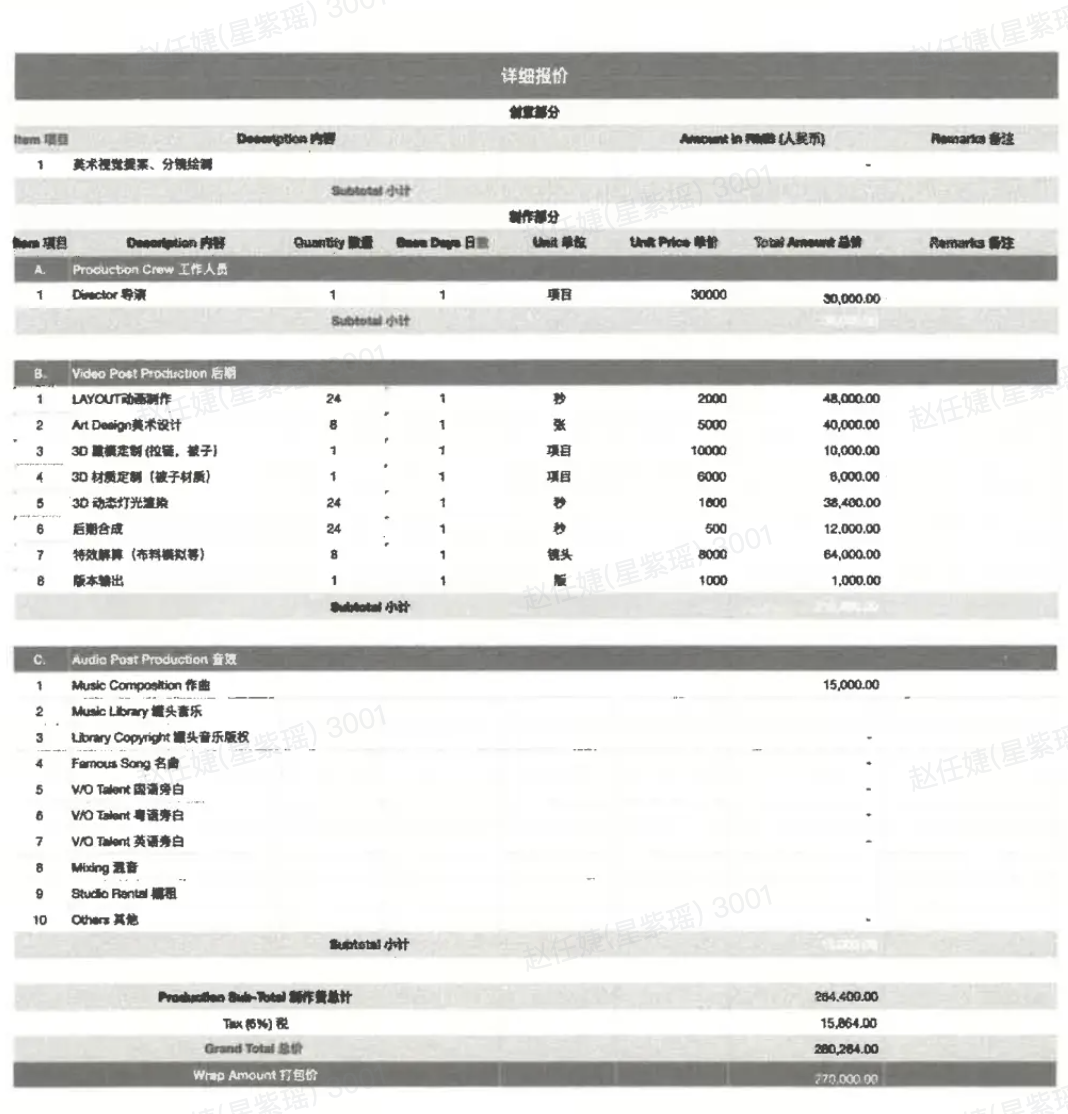 详细报价
创意部分
Item 项目 Description 内容 Amount in RMB (人民币) Remarks 备注
1 美术视觉提案、分镜绘制 -
Subtotal 小计
制作部分
Item 项目 Description 内容 Quantity 数量 Base Days 日数 Unit 单位 Unit Price 单价 Total Amount 总价 Remarks 备注
A. Production Crew 工作人员
1 Director 导演 1 1 项目 30000 30,000.00
Subtotal 小计
B. Video Post Production 后期
1 LAYOUT动画制作 24 1 秒 2000 48,000.00
2 Art Design美术设计 8 1 张 5000 40,000.00
3 3D 建模定制 (拉链，被子) 1 1 项目 10000 10,000.00
4 3D 材质定制（被子材质） 1 1 项目 6000 6,000.00
5 3D 动态灯光渲染 24 1 秒 1600 38,400.00
6 后期合成 24 1 秒 500 12,000.00
7 特效解算（布料模拟等） 8 1 镜头 8000 64,000.00
8 版本输出 1 1 版 1000 1,000.00
Subtotal 小计
C. Audio Post Production 音效
1 Music Composition 作曲 15,000.00
2 Music Library 罐头音乐
3 Library Copyright 罐头音乐版权 -
4 Famous Song 名曲 -
5 V/O Talent 国语旁白 -
6 V/O Talent 粤语旁白 -
7 V/O Talent 英语旁白 -
8 Mixing 混音
9 Studio Rental 棚租
10 Others 其他 -
Subtotal 小计
Production Sub-Total 制作费总计 264,400.00
Tax (6%) 税 15,864.00
Grand Total 总价 280,264.00
Wrap Amount 打包价 270,000.00
赵任婕(星紫瑶) 3001